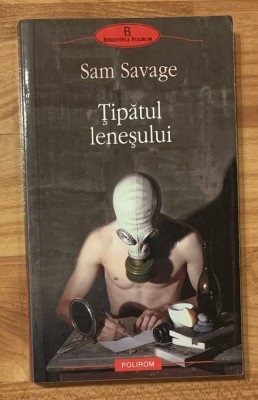 BIBLIOTECA POLIROM
Sam Savage
Țipătul
leneșului
POLIROM